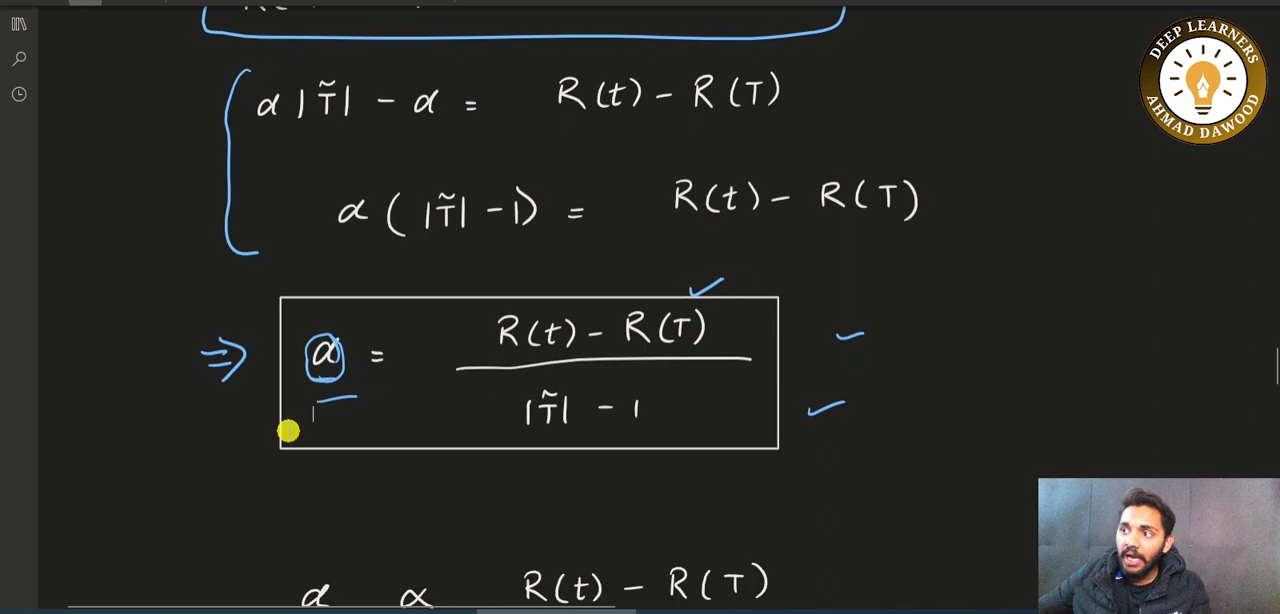 DEEP LEARNERS
AHMAD DAWOOD
α |T̃| - α = R(t) - R(T)
α ( |T̃| - 1) = R(t) - R(T)
⇒ α = R(t) - R(T)
|T̃| - 1
α α R(t) - R(T)